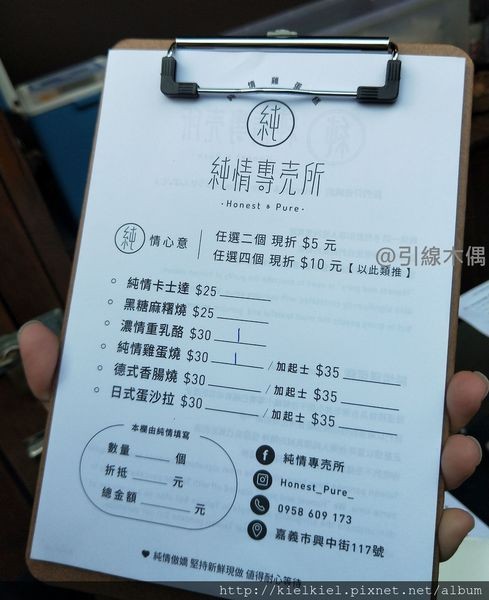 純情雞蛋糕
純
純情專売所
·Honest & Pure·
純 情心意
任選二個 現折 $5 元
任選四個 現折 $10 元【以此類推】
@引線木偶
純情卡士達 $25
黑糖麻糬燒 $25
濃情重乳酪 $30
純情雞蛋燒 $30 /加起士 $35
德式香腸燒 $30 /加起士 $35
日式蛋沙拉 $30 /加起士 $35
本欄由純情填寫
數量 個
折抵 元
總金額 元
純情專売所
Honest_Pure_
0958 609 173
嘉義市興中街117號
♥ 純情傲嬌 堅持新鮮現做 值得耐心等待
http://kielkiel.pixnet.net/album